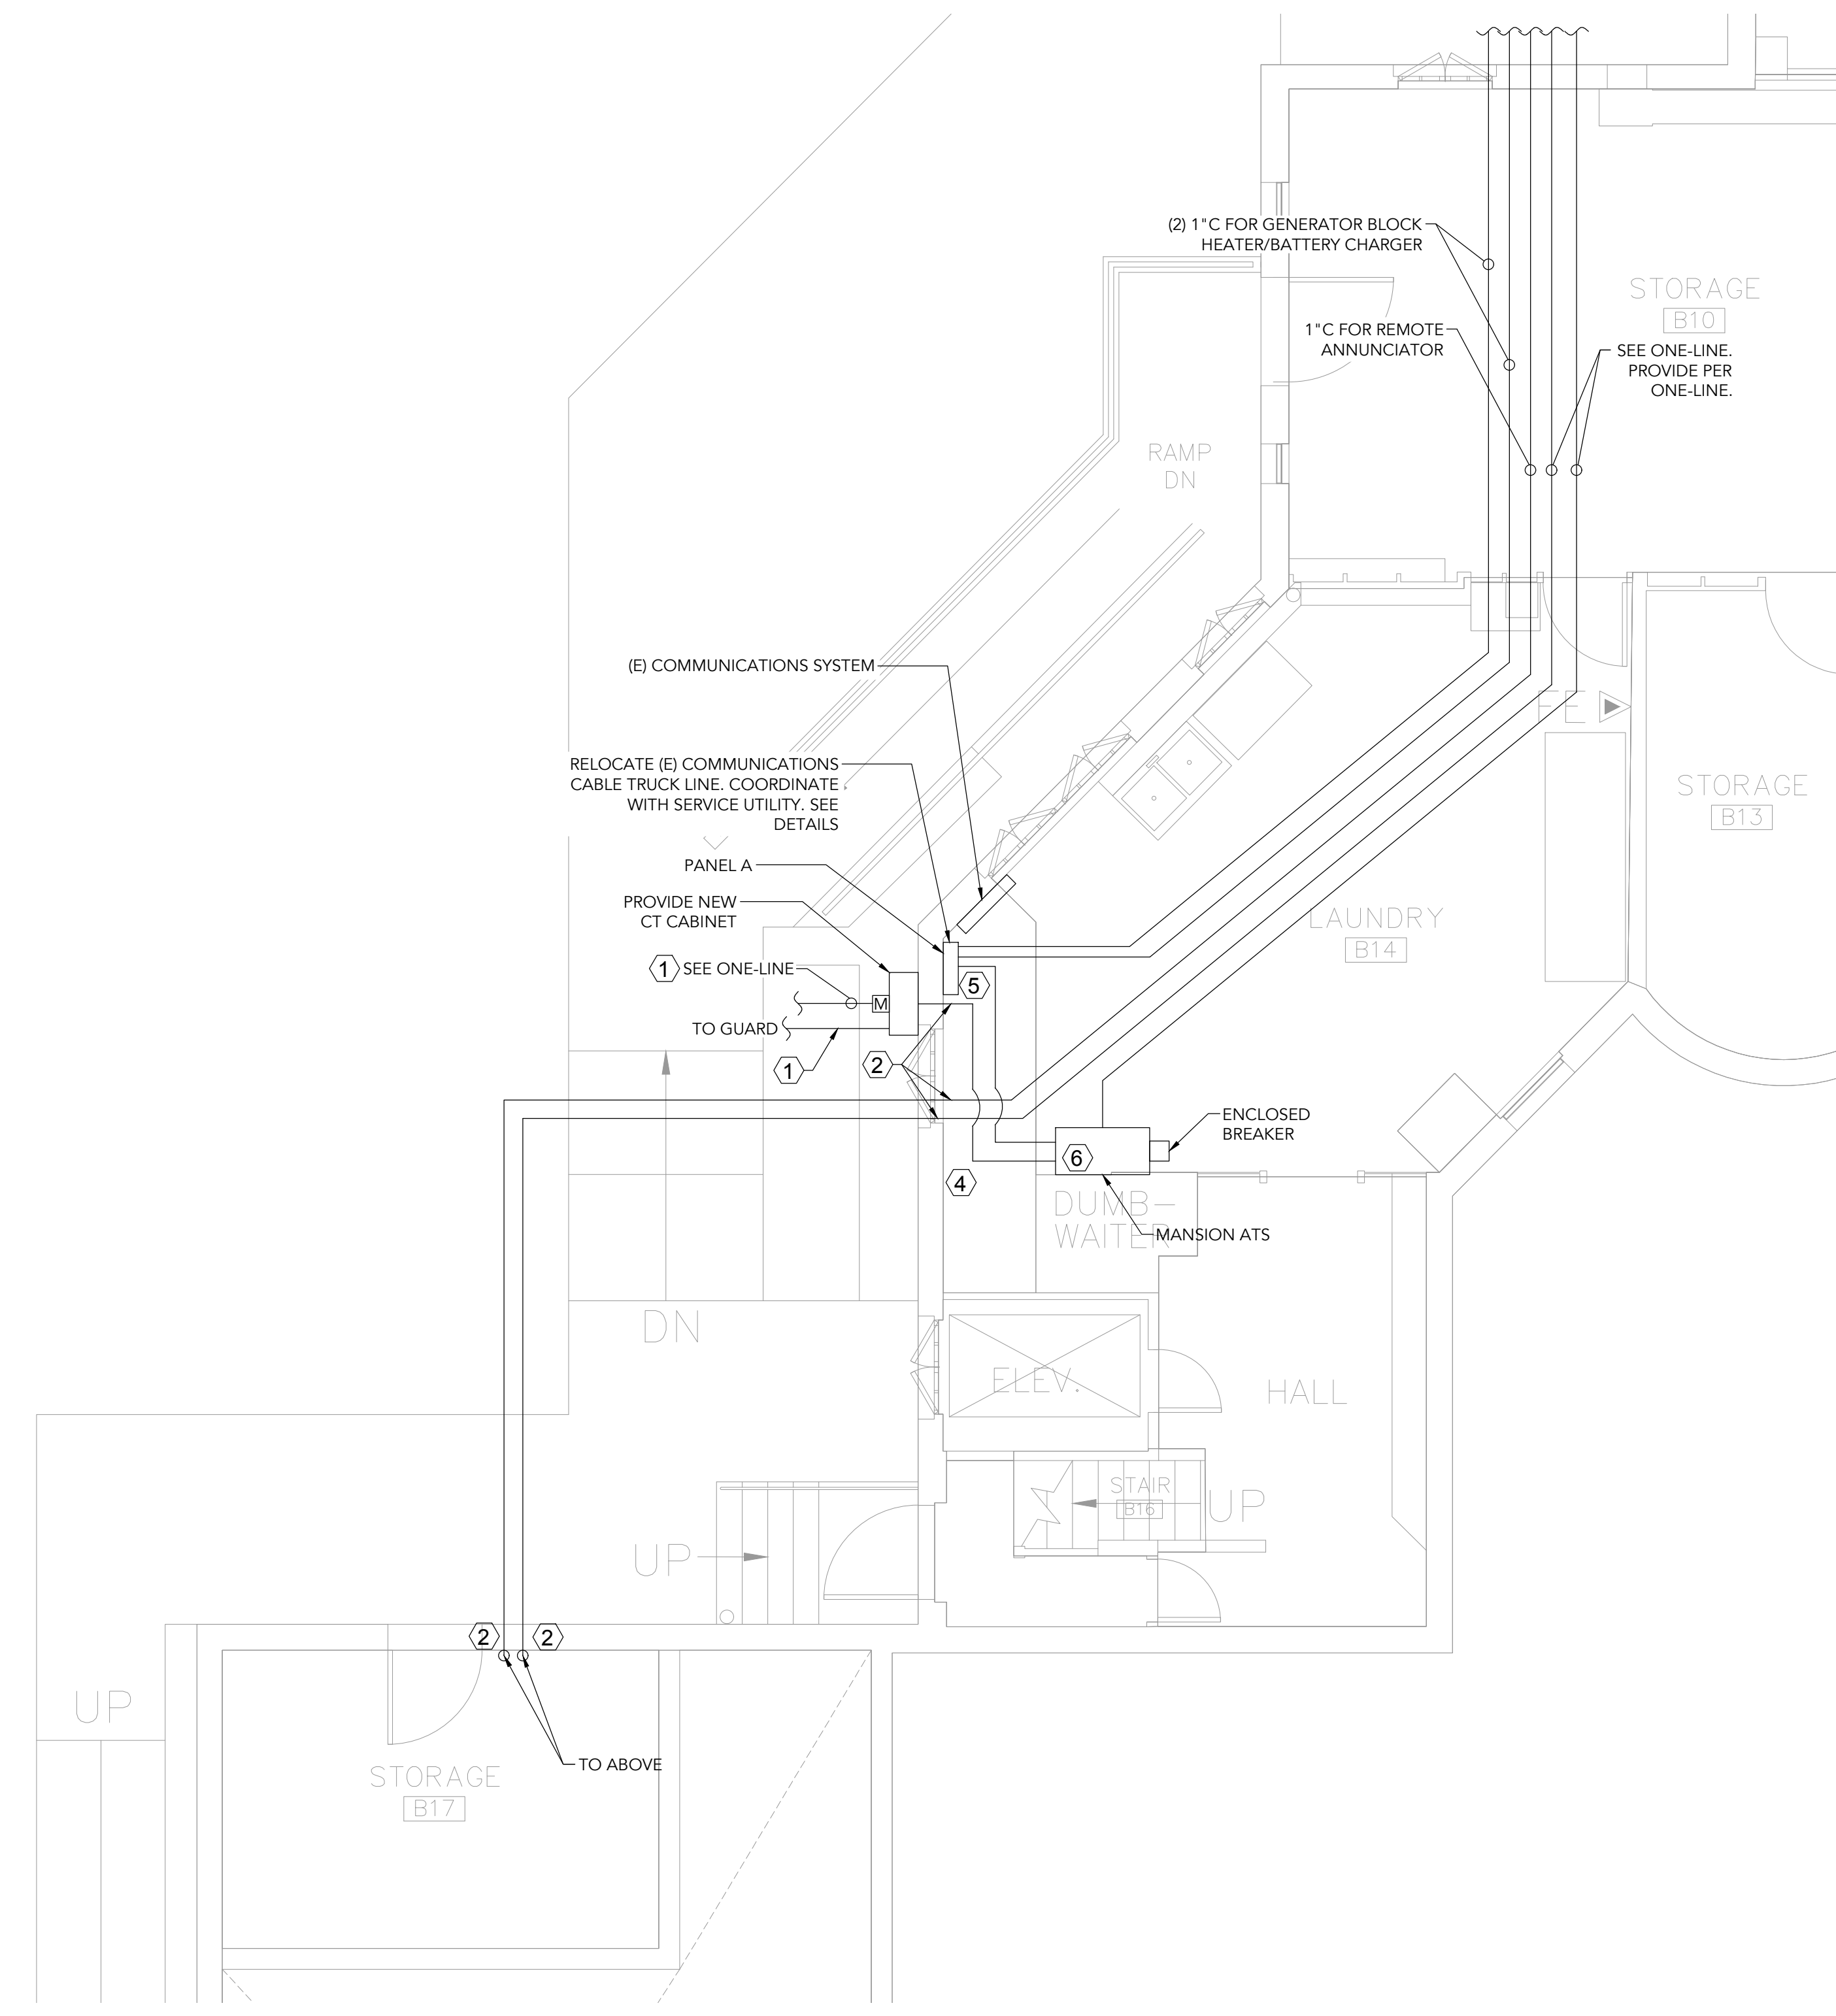 (2) 1"C FOR GENERATOR BLOCK
HEATER/BATTERY CHARGER
STORAGE
B10
1"C FOR REMOTE
ANNUNCIATOR
SEE ONE-LINE.
PROVIDE PER
ONE-LINE.
RAMP
DN
(E) COMMUNICATIONS SYSTEM
FE
RELOCATE (E) COMMUNICATIONS
CABLE TRUCK LINE. COORDINATE
WITH SERVICE UTILITY. SEE
DETAILS
STORAGE
B13
PANEL A
PROVIDE NEW
CT CABINET
LAUNDRY
B14
1 SEE ONE-LINE
5
M
TO GUARD
1
2
ENCLOSED
BREAKER
6
4
DUMB-
WAITER
MANSION ATS
DN
ELEV.
HALL
STAIR
B16
UP
UP
2
2
UP
TO ABOVE
STORAGE
B17